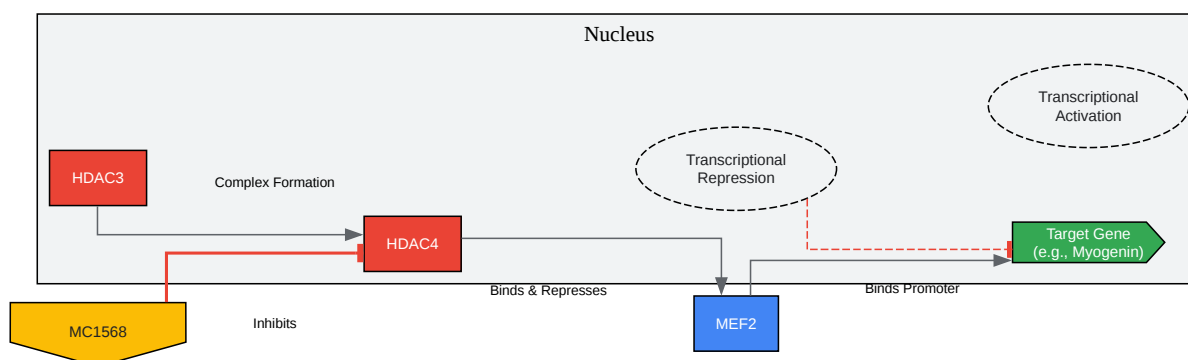 Nucleus
Transcriptional
Activation
Transcriptional
Repression
HDAC3
Complex Formation
HDAC4
Target Gene
(e.g., Myogenin)
Binds & Represses
Binds Promoter
MC1568
Inhibits
MEF2